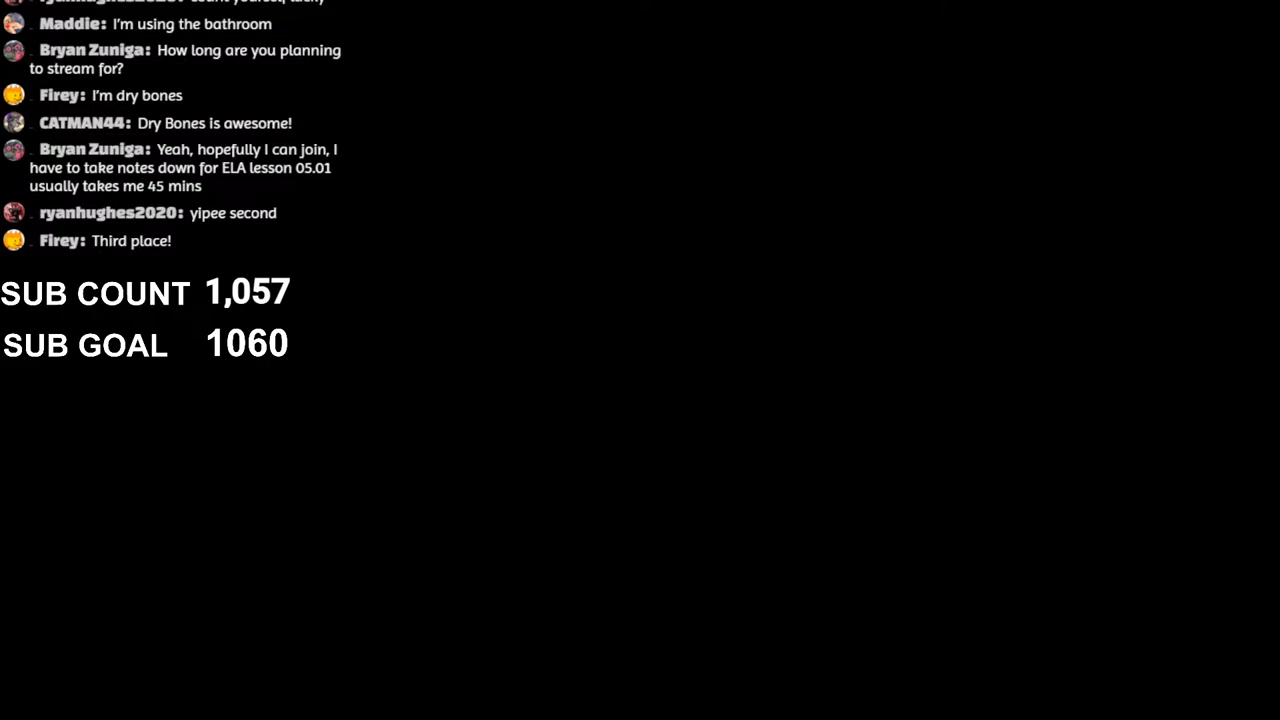 Maddie: I'm using the bathroom
Bryan Zuniga: How long are you planning
to stream for?
Firey: I'm dry bones
CATMAN44: Dry Bones is awesome!
Bryan Zuniga: Yeah, hopefully I can join, I
have to take notes down for ELA lesson 05.01
usually takes me 45 mins
ryanhughes2020: yipee second
Firey: Third place!
SUB COUNT 1,057
SUB GOAL 1060